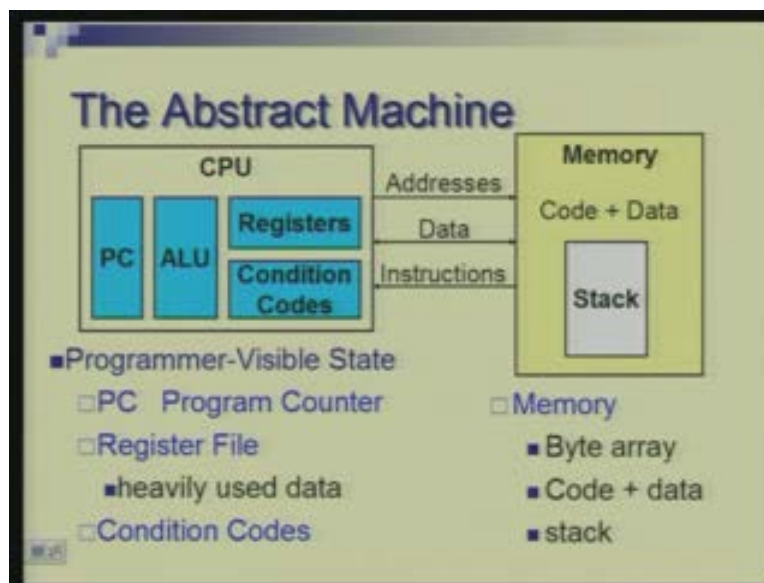 The Abstract Machine
CPU
PC
ALU
Registers
Condition
Codes
Addresses
Data
Instructions
Memory
Code + Data
Stack
Programmer-Visible State
PC Program Counter
Register File
heavily used data
Condition Codes
Memory
Byte array
Code + data
stack